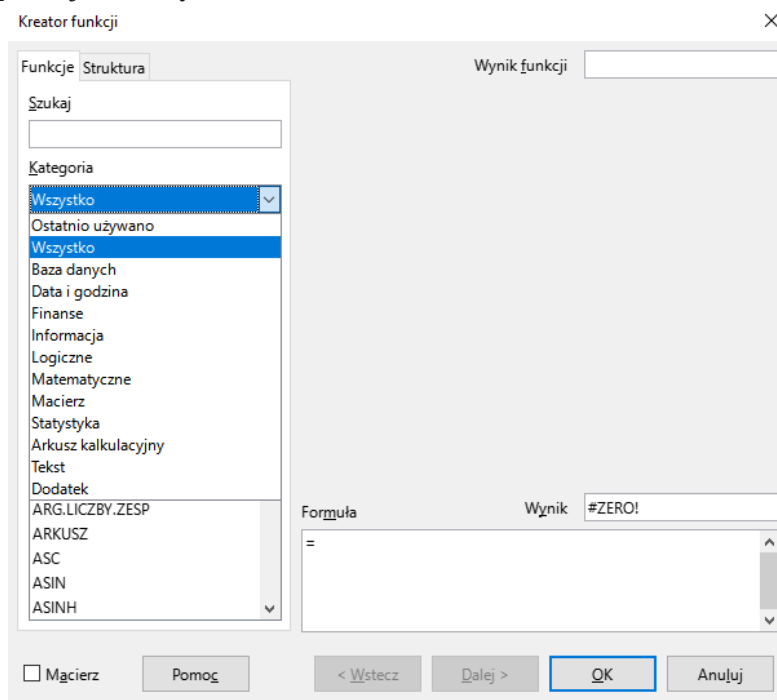 Kreator funkcji
Funkcje Struktura
Wynik funkcji
Szukaj
Kategoria
Wszystko
Ostatnio używano
Wszystko
Baza danych
Data i godzina
Finanse
Informacja
Logiczne
Matematyczne
Macierz
Statystyka
Arkusz kalkulacyjny
Tekst
Dodatek
ARG.LICZBY.ZESP
ARKUSZ
ASC
ASIN
ASINH
Formuła
Wynik #ZERO!
=
Macierz
Pomoc
< Wstecz
Dalej >
OK
Anuluj